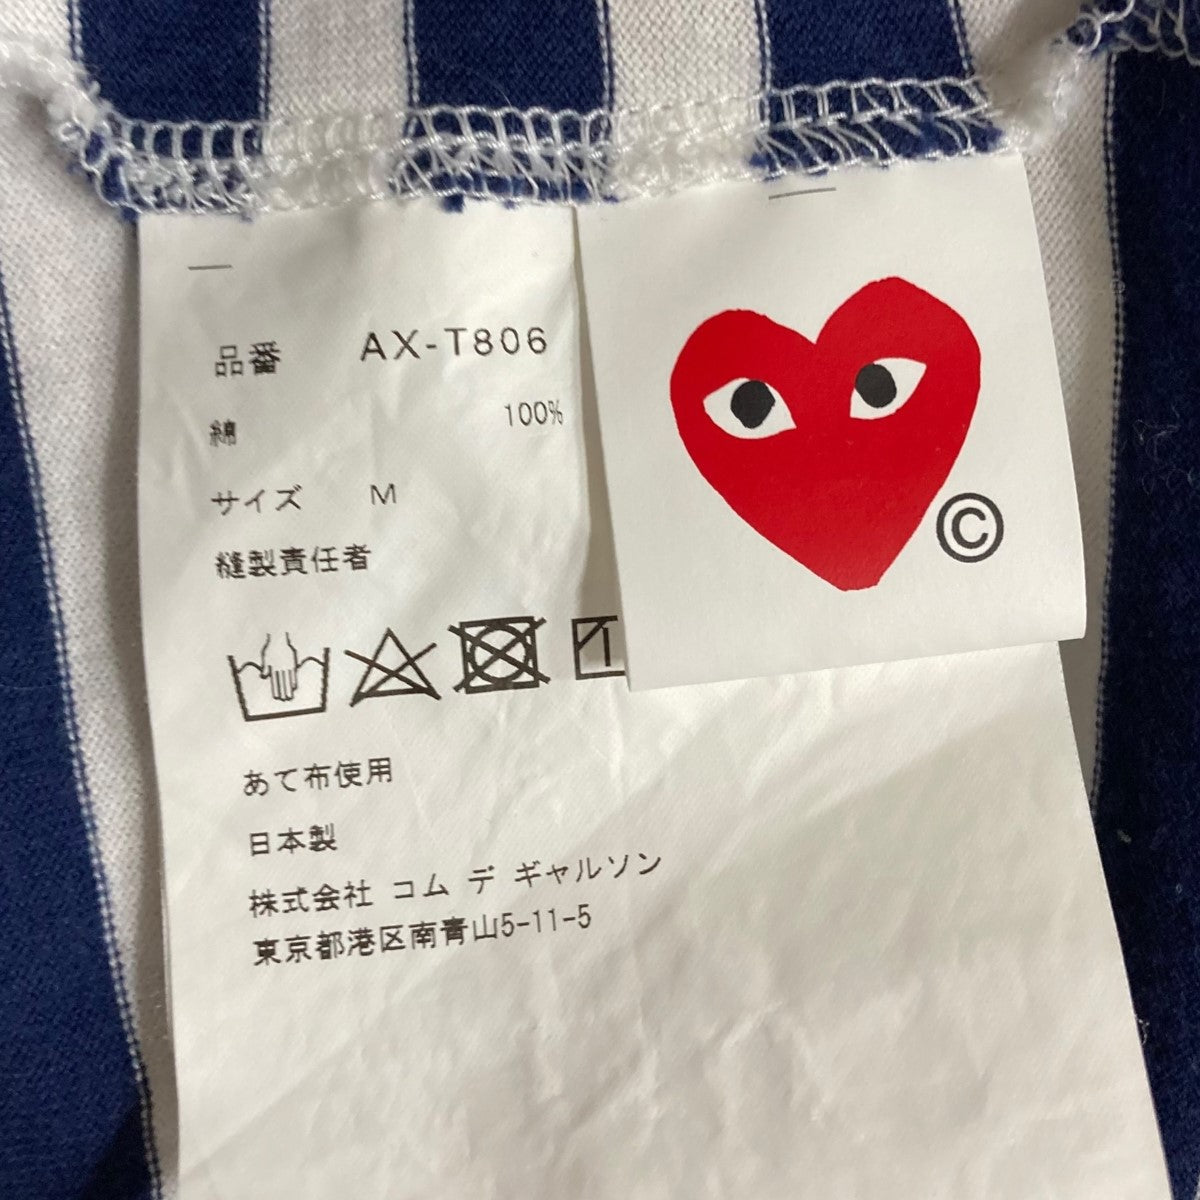 品番 AX-T806
綿 100%
サイズ M
縫製責任者
あて布使用
日本製
株式会社 コム デ ギャルソン
東京都港区南青山5-11-5
©